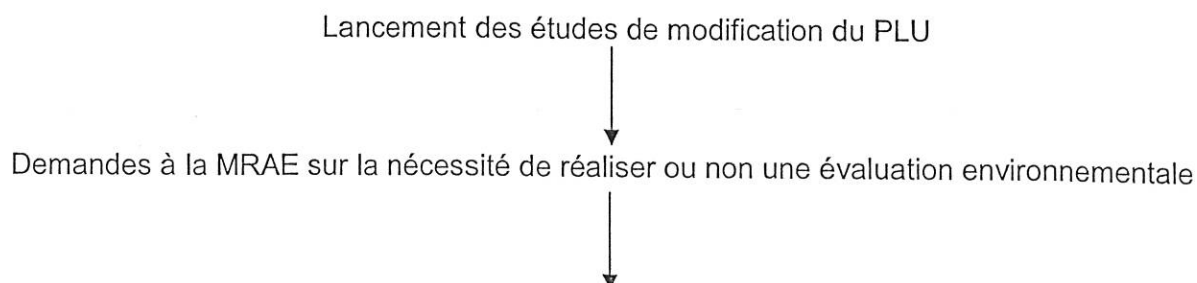 Lancement des études de modification du PLU
Demandes à la MRAE sur la nécessité de réaliser ou non une évaluation environnementale